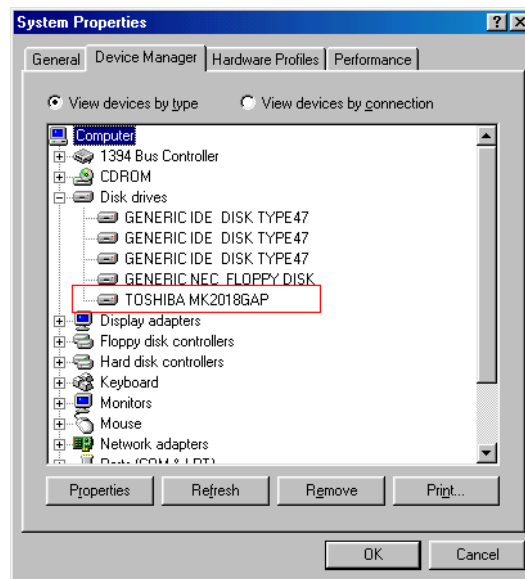 System Properties
General Device Manager Hardware Profiles Performance
View devices by type View devices by connection
Computer
1394 Bus Controller
CDROM
Disk drives
GENERIC IDE DISK TYPE47
GENERIC IDE DISK TYPE47
GENERIC IDE DISK TYPE47
GENERIC NEC FLOPPY DISK
TOSHIBA MK2018GAP
Display adapters
Floppy disk controllers
Hard disk controllers
Keyboard
Monitors
Mouse
Network adapters
Ports (COM & LPT)
Properties Refresh Remove Print...
OK Cancel